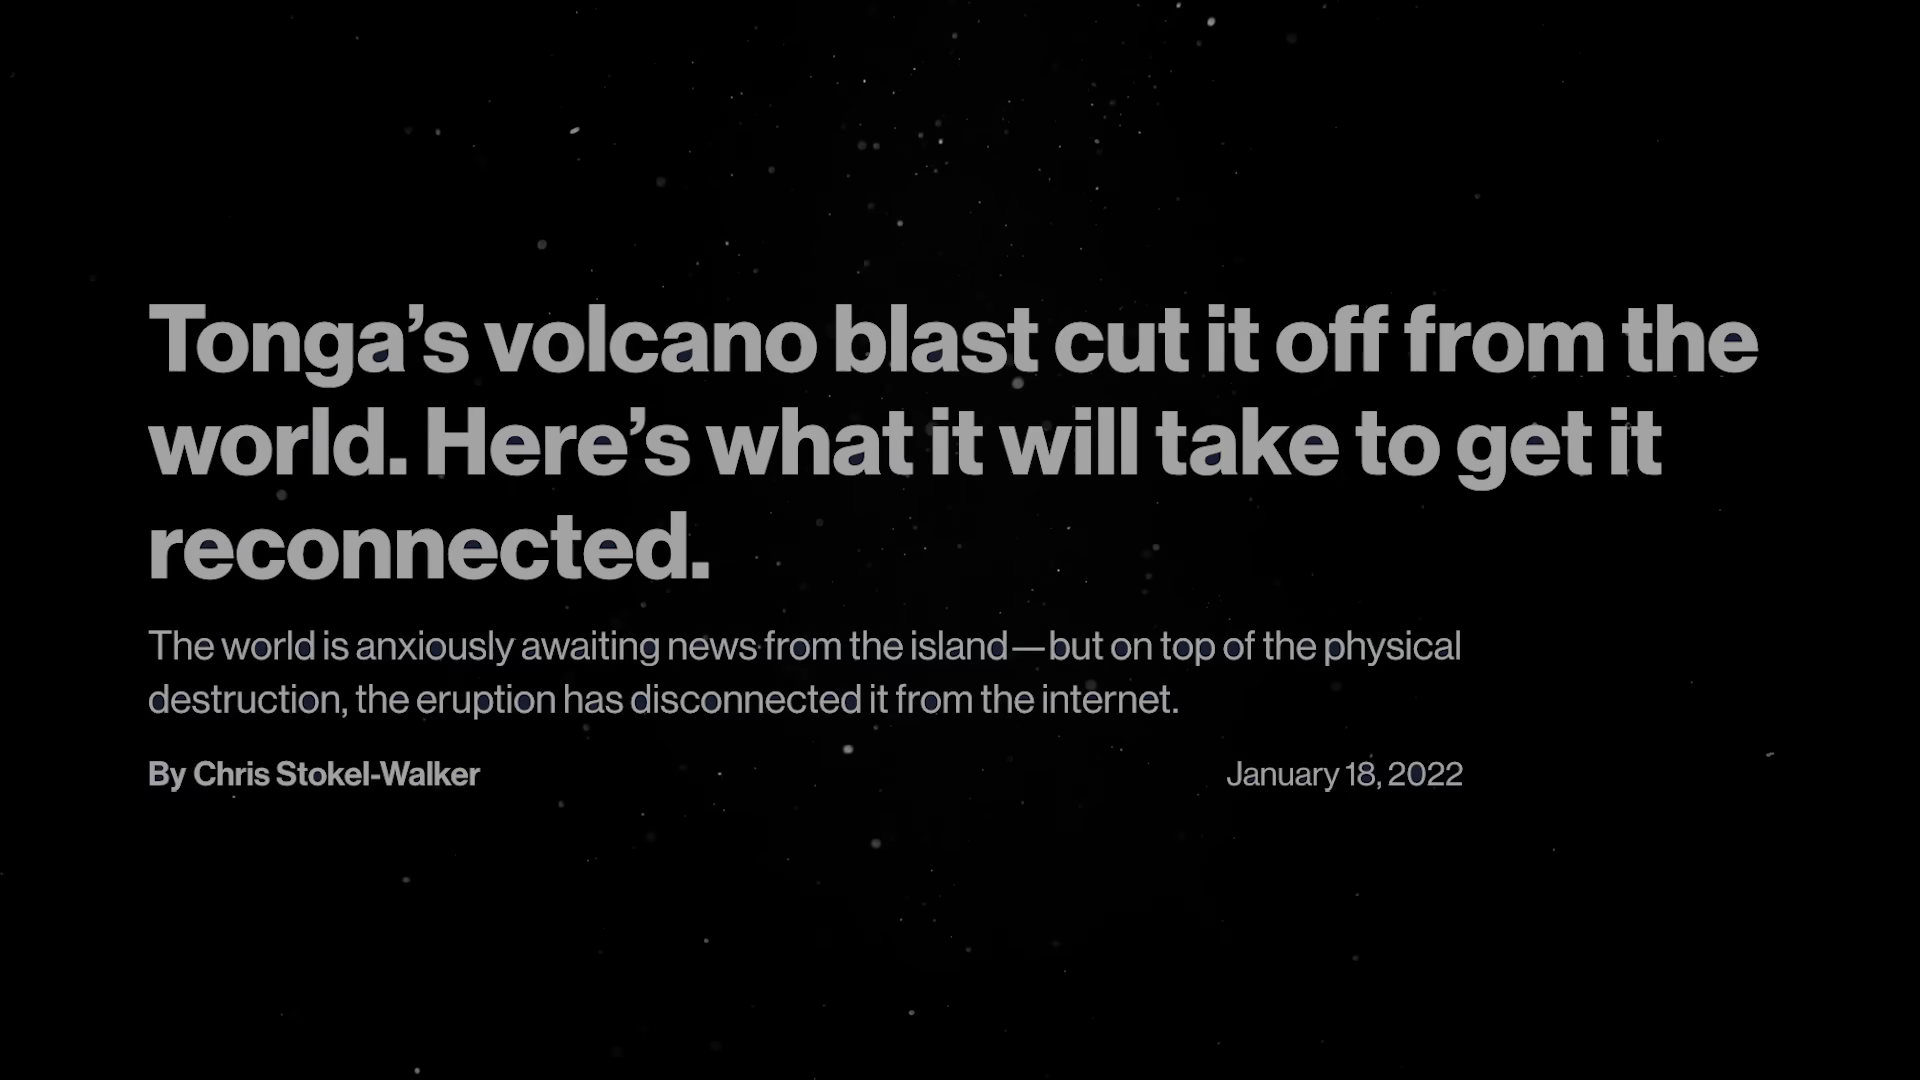 Tonga’s volcano blast cut it off from the
world. Here’s what it will take to get it
reconnected.
The world is anxiously awaiting news from the island—but on top of the physical
destruction, the eruption has disconnected it from the internet.
By Chris Stokel-Walker January 18, 2022